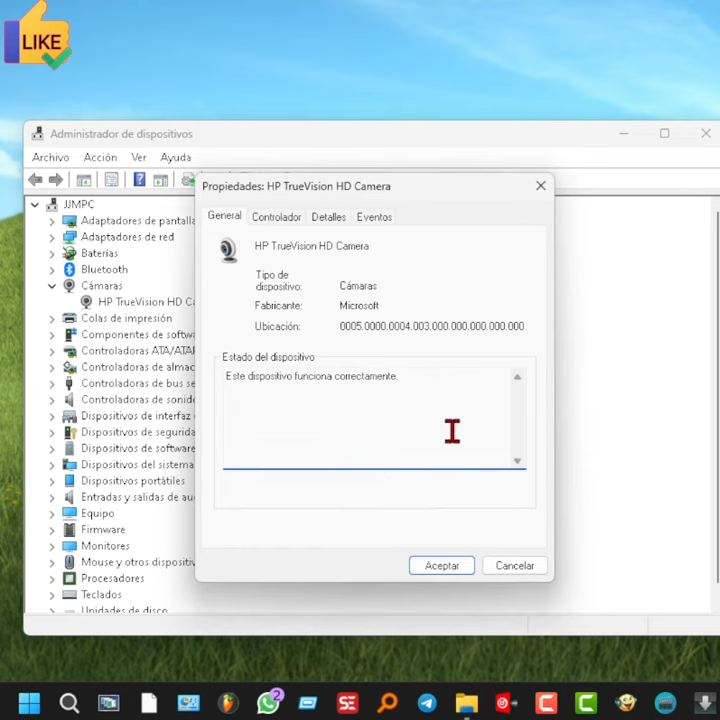 LIKE
Administrador de dispositivos
Archivo Acción Ver Ayuda
Propiedades: HP TrueVision HD Camera
General Controlador Detalles Eventos
HP TrueVision HD Camera
Tipo de
dispositivo: Cámaras
Fabricante: Microsoft
Ubicación: 0005.0000.0004.003.000.000.000.000.000
Estado del dispositivo
Este dispositivo funciona correctamente.
Aceptar Cancelar
JJMPC
Adaptadores de pantalla
Adaptadores de red
Baterías
Bluetooth
Cámaras
HP TrueVision HD Ca
Colas de impresión
Componentes de softwa
Controladoras ATA/ATAP
Controladoras de almac
Controladoras de bus se
Controladoras de sonido
Dispositivos de interfaz
Dispositivos de segurida
Dispositivos de software
Dispositivos del sistema
Dispositivos portátiles
Entradas y salidas de au
Equipo
Firmware
Monitores
Mouse y otros dispositiv
Procesadores
Teclados
Unidades de disco
2
SE
C C